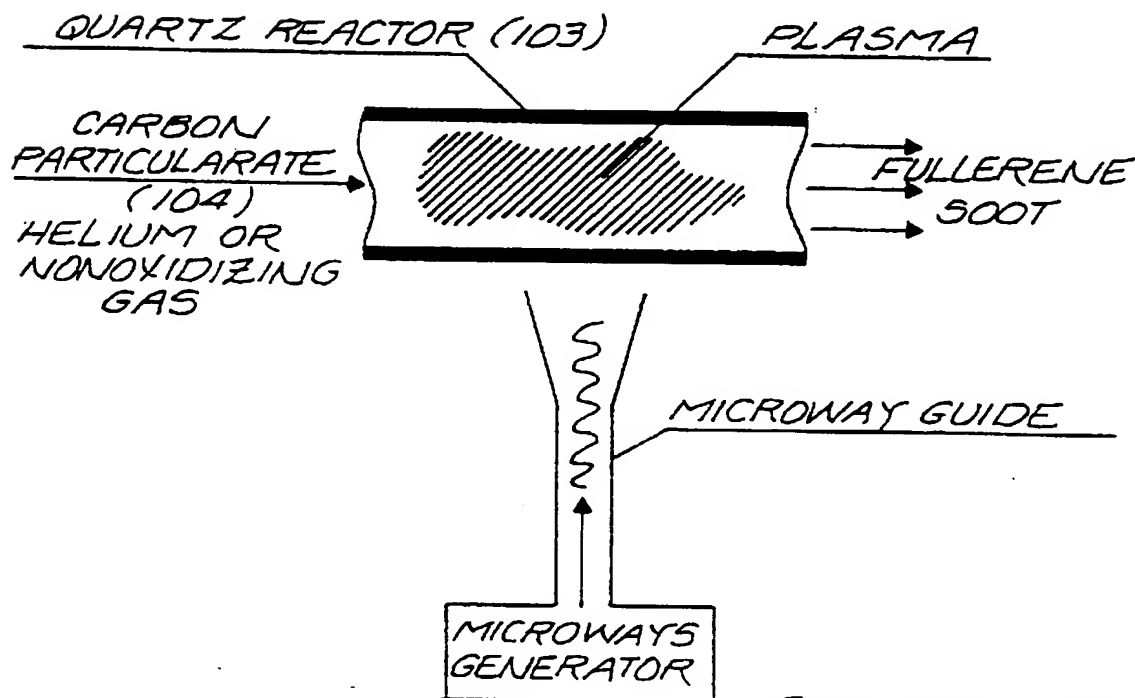 QUARTZ REACTOR (103)
PLASMA
CARBON
PARTICULARATE
(104)
HELIUM OR
NONOXIDIZING
GAS
FULLERENE
SOOT
MICROWAY GUIDE
MICROWAYS
GENERATOR